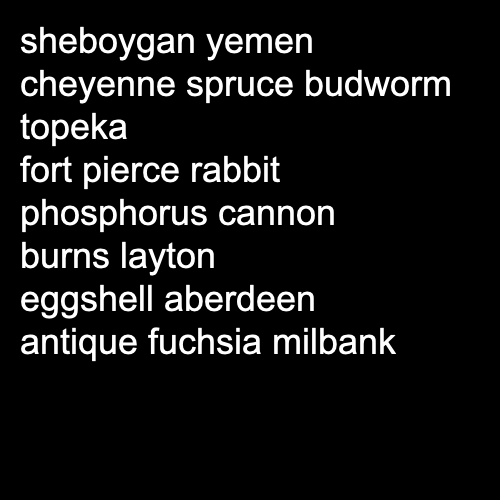 sheboygan yemen
cheyenne spruce budworm
topeka
fort pierce rabbit
phosphorus cannon
burns layton
eggshell aberdeen
antique fuchsia milbank